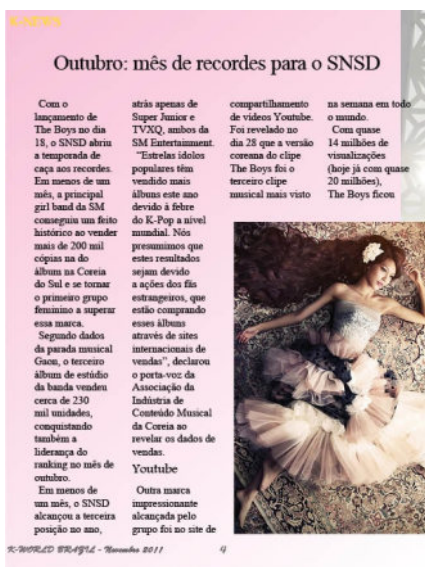 K-NEWS
Outubro: mês de recordes para o SNSD
Com o
lançamento de
The Boys no dia
18, o SNSD abriu
a temporada de
caça aos recordes.
Em menos de um
mês, a principal
girl band da SM
conseguiu um feito
histórico ao vender
mais de 200 mil
cópias na do
álbum na Coreia
do Sul e se tornar
o primeiro grupo
feminino a superar
essa marca.
Segundo dados
da parada musical
Gaon, o terceiro
álbum de estúdio
da banda vendeu
cerca de 230
mil unidades,
conquistando
também a
liderança do
ranking no mês de
outubro.
Em menos de
um mês, o SNSD
alcançou a terceira
posição no ano,
atrás apenas de
Super Junior e
TVXQ, ambos da
SM Entertainment.
"Estrelas ídolos
populares têm
vendido mais
álbuns este ano
devido à febre
do K-Pop a nível
mundial. Nós
presumimos que
estes resultados
sejam devido
a ações dos fãs
estrangeiros, que
estão comprando
esses álbuns
através de sites
internacionais de
vendas", declarou
o porta-voz da
Associação da
Indústria de
Conteúdo Musical
da Coreia ao
revelar os dados de
vendas.
Youtube
Outra marca
impressionante
alcançada pelo
grupo foi no site de
compartilhamento
de vídeos Youtube.
Foi revelado no
dia 28 que a versão
coreana do clipe
The Boys foi o
terceiro clipe
musical mais visto
na semana em todo
o mundo.
Com quase
14 milhões de
visualizações
(hoje já com quase
20 milhões),
The Boys ficou
K-WORLD BRAZIL - Novembro 2011 9